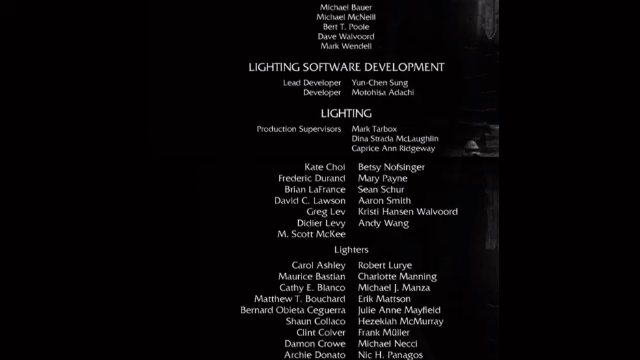 Michael Bauer
Michael McNeill
Bert T. Poole
Dave Walvoord
Mark Wendell
LIGHTING SOFTWARE DEVELOPMENT
Lead Developer Yun-Chen Sung
Developer Motohisa Adachi
LIGHTING
Production Supervisors Mark Tarbox
Dina Strada McLaughlin
Caprice Ann Ridgeway
Kate Choi Betsy Nofsinger
Frederic Durand Mary Payne
Brian LaFrance Sean Schur
David C. Lawson Aaron Smith
Greg Lev Kristi Hansen Walvoord
Didier Levy Andy Wang
M. Scott McKee
Lighters
Carol Ashley Robert Lurye
Maurice Bastian Charlotte Manning
Cathy E. Blanco Michael J. Manza
Matthew T. Bouchard Erik Mattson
Bernard Obieta Ceguerra Julie Anne Mayfield
Shaun Collaco Hezekiah McMurray
Clint Colver Frank Müller
Damon Crowe Michael Necci
Archie Donato Nic H. Panagos